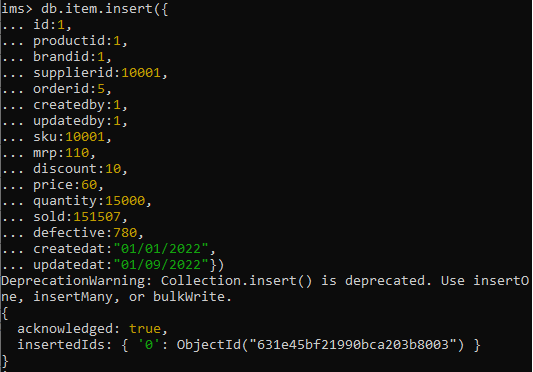 ims> db.item.insert({
... id:1,
... productid:1,
... brandid:1,
... supplierid:10001,
... orderid:5,
... createdby:1,
... updatedby:1,
... sku:10001,
... mrp:110,
... discount:10,
... price:60,
... quantity:15000,
... sold:151507,
... defective:780,
... createdat:"01/01/2022",
... updatedat:"01/09/2022"})
DeprecationWarning: Collection.insert() is deprecated. Use insertO
ne, insertMany, or bulkWrite.
{
  acknowledged: true,
  insertedIds: { '0': ObjectId("631e45bf21990bca203b8003") }
}